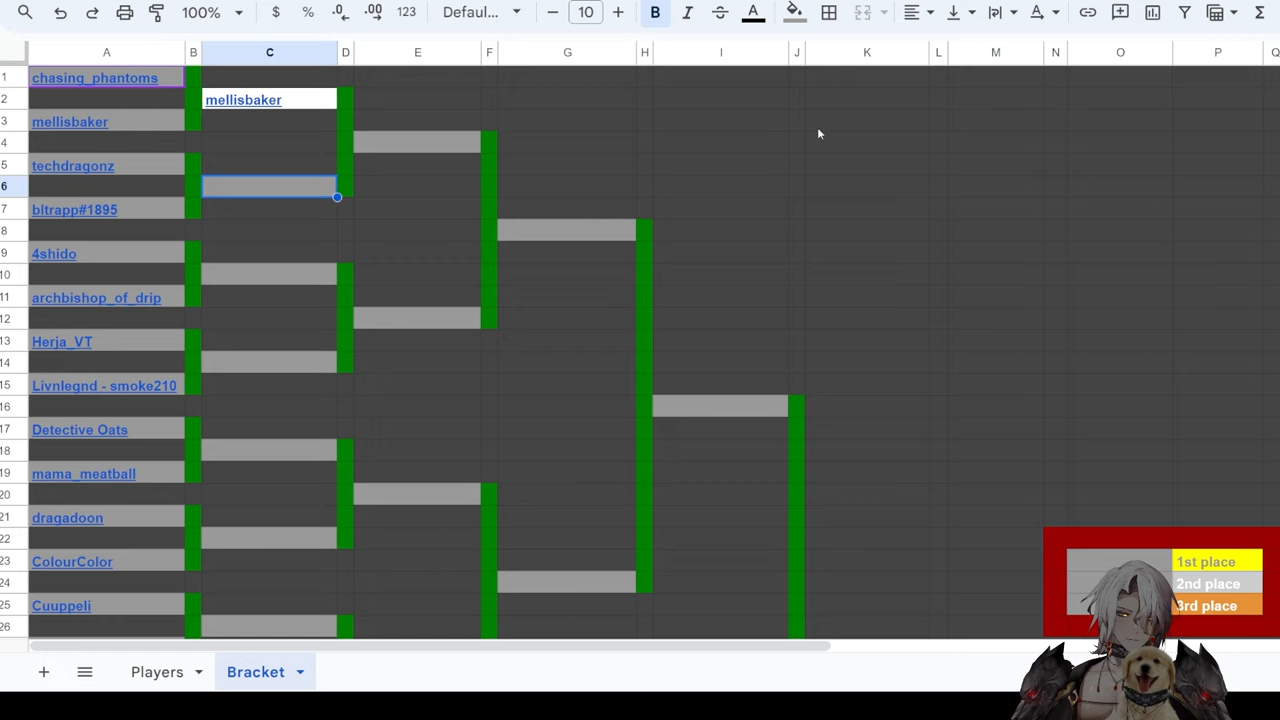 100% $ % .0 .00 123 Defaul... 10 B I A
A B C D E F G H I J K L M N O P Q
1 chasing_phantoms
2 mellisbaker
3 mellisbaker
4
5 techdragonz
6
7 bltrapp#1895
8
9 4shido
10
11 archbishop_of_drip
12
13 Herja_VT
14
15 Livnlegnd - smoke210
16
17 Detective Oats
18
19 mama_meatball
20
21 dragadoon
22
23 ColourColor 1st place
24 2nd place
25 Cuuppeli 3rd place
26
Players Bracket